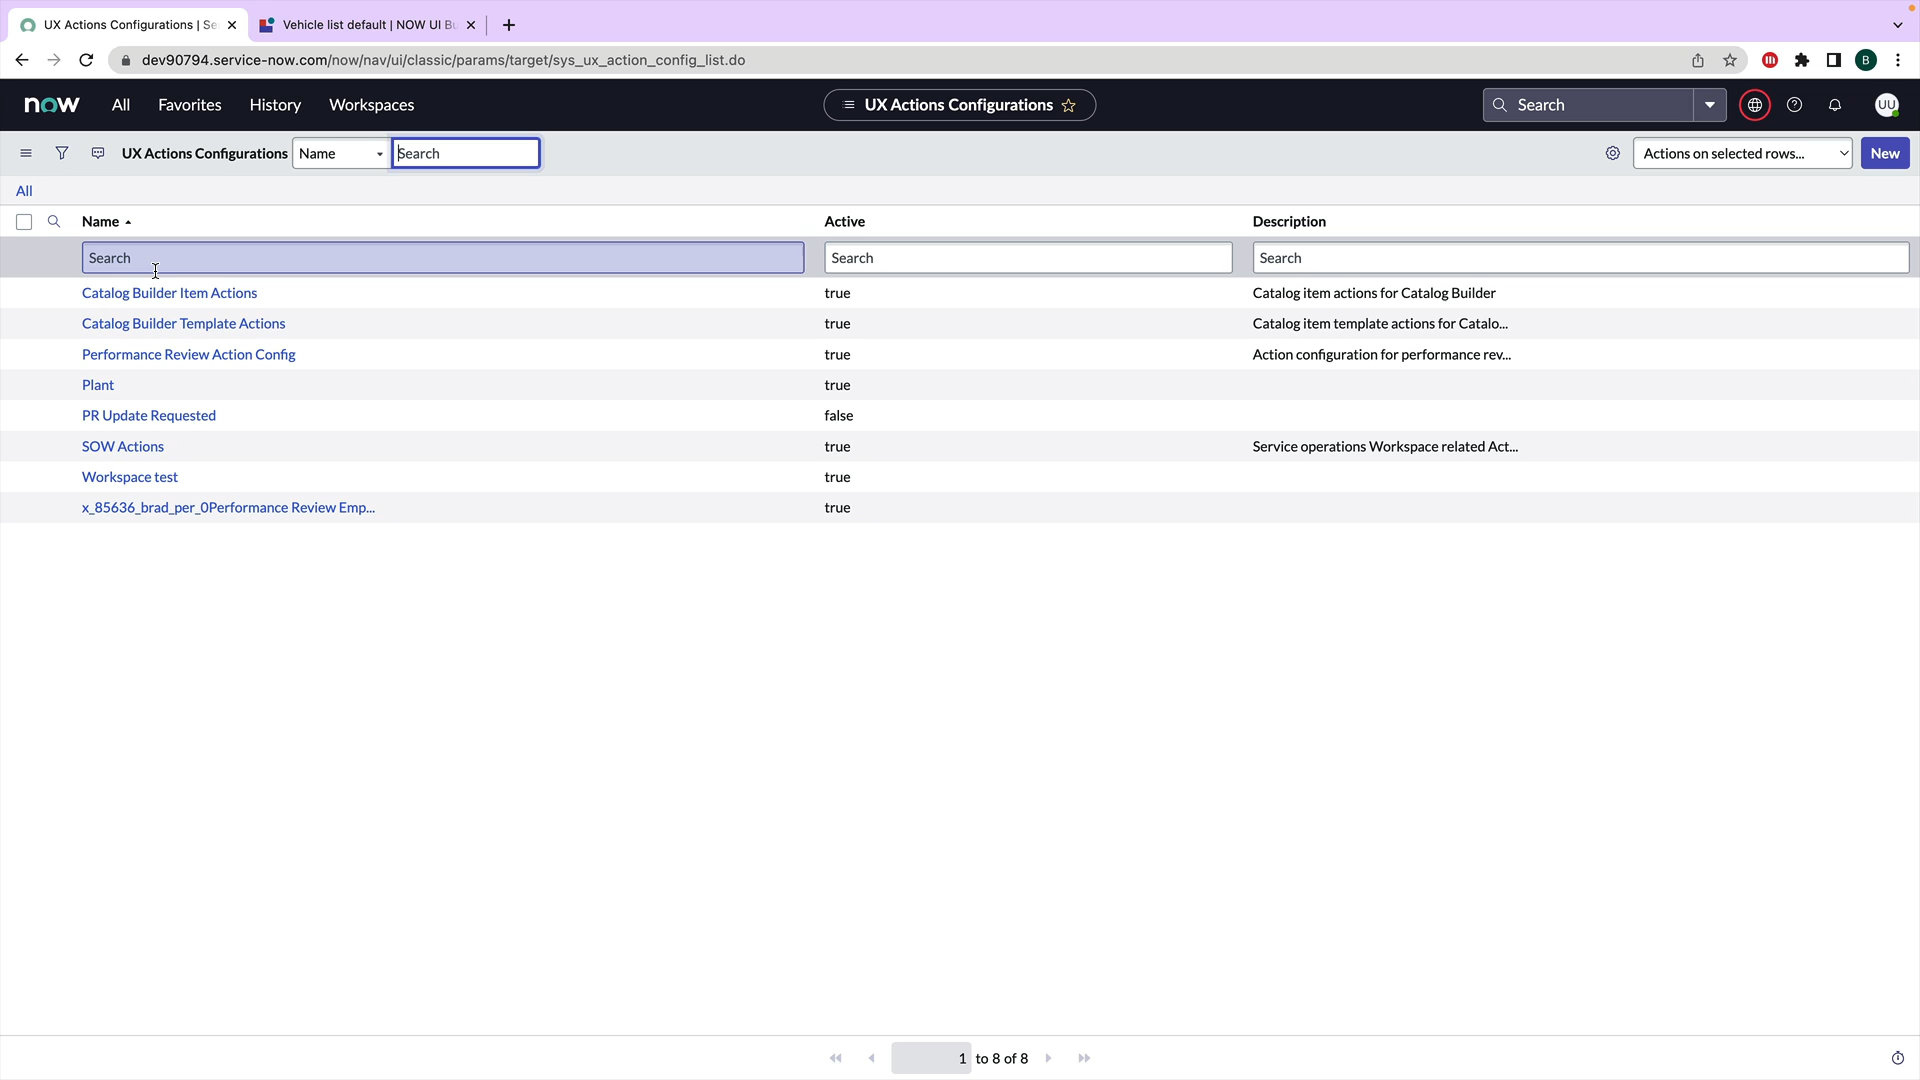 UX Actions Configurations | Se
Vehicle list default | NOW UI Bu
dev90794.service-now.com/now/nav/ui/classic/params/target/sys_ux_action_config_list.do
B
now All Favorites History Workspaces
UX Actions Configurations
Search
UU
UX Actions Configurations Name Search
Actions on selected rows... New
All
Name Active Description
Search Search Search
Catalog Builder Item Actions true Catalog item actions for Catalog Builder
Catalog Builder Template Actions true Catalog item template actions for Catalo...
Performance Review Action Config true Action configuration for performance rev...
Plant true
PR Update Requested false
SOW Actions true Service operations Workspace related Act...
Workspace test true
x_85636_brad_per_0Performance Review Emp... true
1 to 8 of 8